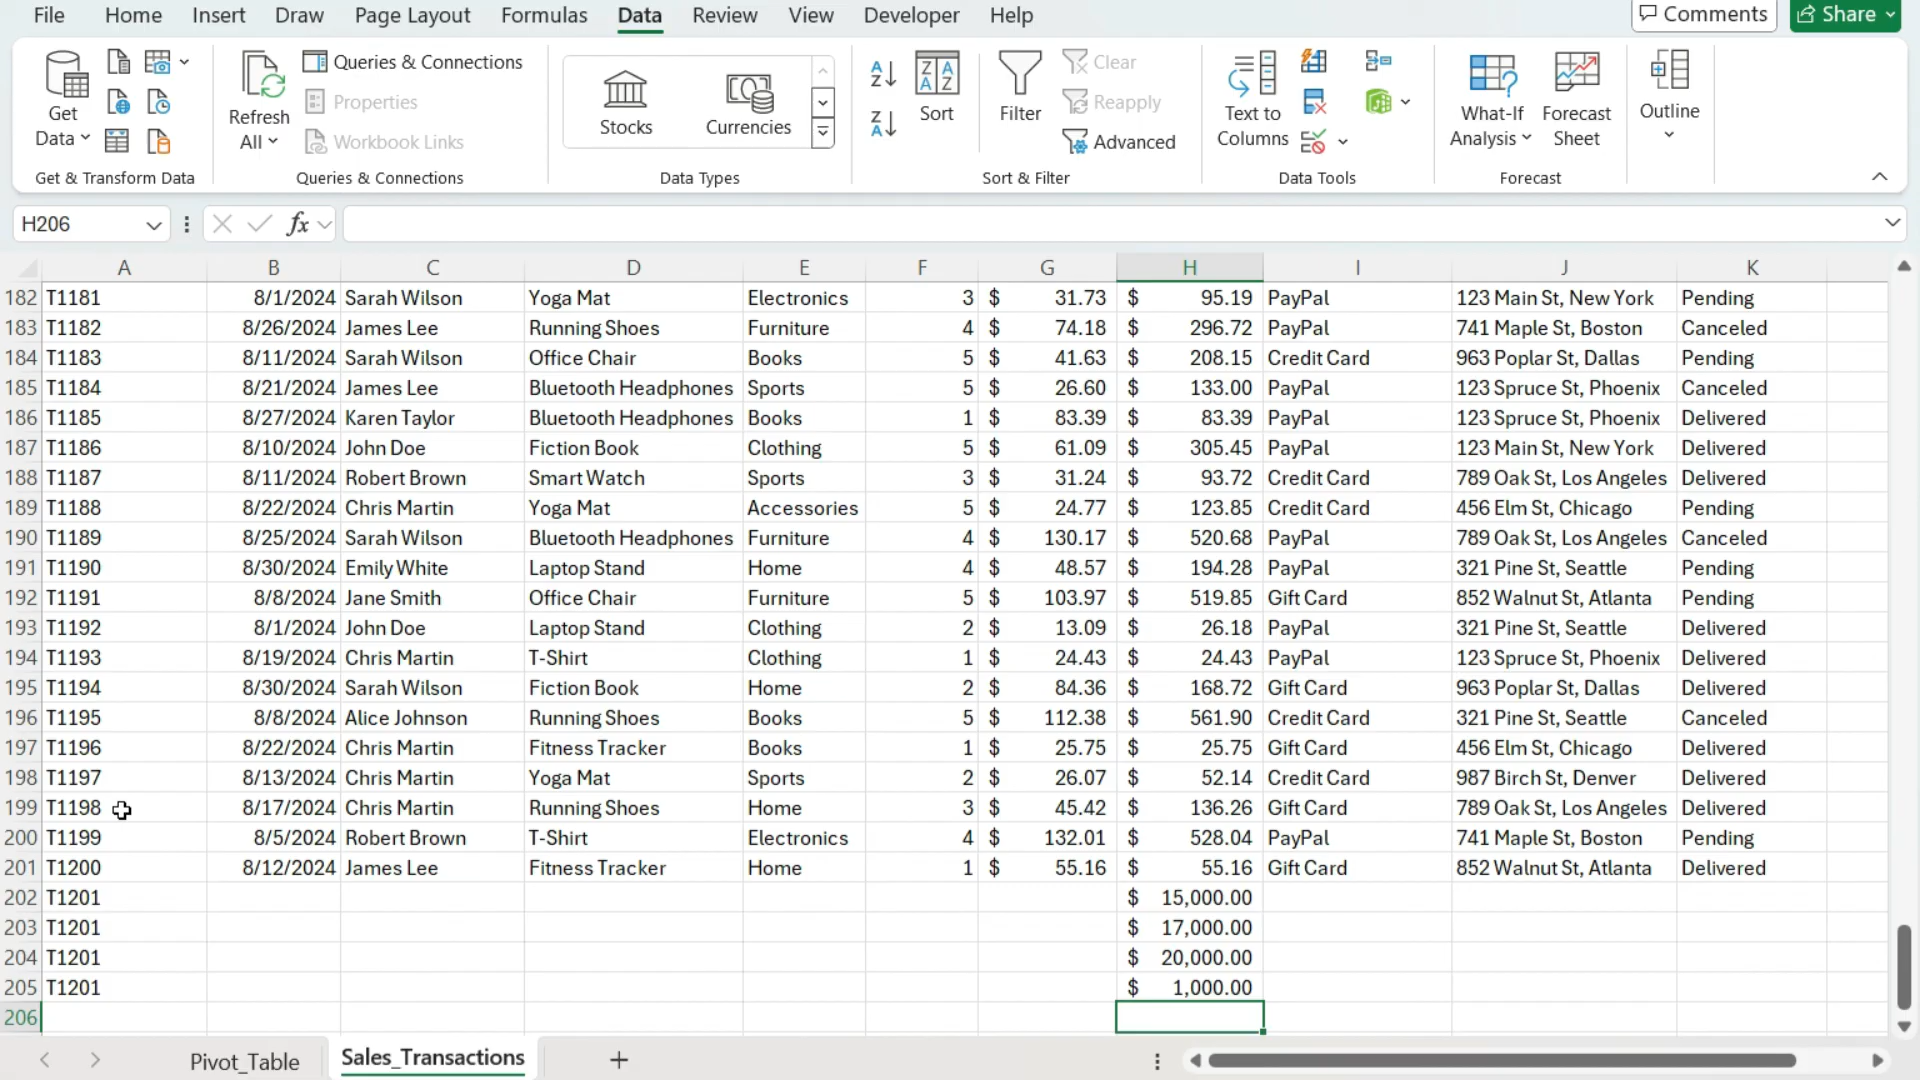 File Home Insert Draw Page Layout Formulas Data Review View Developer Help Comments Share
Get Data Refresh All Queries & Connections Properties Workbook Links Stocks Currencies Sort Filter Clear Reapply Advanced Text to Columns What-If Analysis Forecast Sheet Outline
Get & Transform Data Queries & Connections Data Types Sort & Filter Data Tools Forecast
H206 fx
A B C D E F G H I J K
182 T1181 8/1/2024 Sarah Wilson Yoga Mat Electronics 3 $ 31.73 $ 95.19 PayPal 123 Main St, New York Pending
183 T1182 8/26/2024 James Lee Running Shoes Furniture 4 $ 74.18 $ 296.72 PayPal 741 Maple St, Boston Canceled
184 T1183 8/11/2024 Sarah Wilson Office Chair Books 5 $ 41.63 $ 208.15 Credit Card 963 Poplar St, Dallas Pending
185 T1184 8/21/2024 James Lee Bluetooth Headphones Sports 5 $ 26.60 $ 133.00 PayPal 123 Spruce St, Phoenix Canceled
186 T1185 8/27/2024 Karen Taylor Bluetooth Headphones Books 1 $ 83.39 $ 83.39 PayPal 123 Spruce St, Phoenix Delivered
187 T1186 8/10/2024 John Doe Fiction Book Clothing 5 $ 61.09 $ 305.45 PayPal 123 Main St, New York Delivered
188 T1187 8/11/2024 Robert Brown Smart Watch Sports 3 $ 31.24 $ 93.72 Credit Card 789 Oak St, Los Angeles Delivered
189 T1188 8/22/2024 Chris Martin Yoga Mat Accessories 5 $ 24.77 $ 123.85 Credit Card 456 Elm St, Chicago Pending
190 T1189 8/25/2024 Sarah Wilson Bluetooth Headphones Furniture 4 $ 130.17 $ 520.68 PayPal 789 Oak St, Los Angeles Canceled
191 T1190 8/30/2024 Emily White Laptop Stand Home 4 $ 48.57 $ 194.28 PayPal 321 Pine St, Seattle Pending
192 T1191 8/8/2024 Jane Smith Office Chair Furniture 5 $ 103.97 $ 519.85 Gift Card 852 Walnut St, Atlanta Pending
193 T1192 8/1/2024 John Doe Laptop Stand Clothing 2 $ 13.09 $ 26.18 PayPal 321 Pine St, Seattle Delivered
194 T1193 8/19/2024 Chris Martin T-Shirt Clothing 1 $ 24.43 $ 24.43 PayPal 123 Spruce St, Phoenix Delivered
195 T1194 8/30/2024 Sarah Wilson Fiction Book Home 2 $ 84.36 $ 168.72 Gift Card 963 Poplar St, Dallas Delivered
196 T1195 8/8/2024 Alice Johnson Running Shoes Books 5 $ 112.38 $ 561.90 Credit Card 321 Pine St, Seattle Canceled
197 T1196 8/22/2024 Chris Martin Fitness Tracker Books 1 $ 25.75 $ 25.75 Gift Card 456 Elm St, Chicago Delivered
198 T1197 8/13/2024 Chris Martin Yoga Mat Sports 2 $ 26.07 $ 52.14 Credit Card 987 Birch St, Denver Delivered
199 T1198 8/17/2024 Chris Martin Running Shoes Home 3 $ 45.42 $ 136.26 Gift Card 789 Oak St, Los Angeles Delivered
200 T1199 8/5/2024 Robert Brown T-Shirt Electronics 4 $ 132.01 $ 528.04 PayPal 741 Maple St, Boston Pending
201 T1200 8/12/2024 James Lee Fitness Tracker Home 1 $ 55.16 $ 55.16 Gift Card 852 Walnut St, Atlanta Delivered
202 T1201 $ 15,000.00
203 T1201 $ 17,000.00
204 T1201 $ 20,000.00
205 T1201 $ 1,000.00
206
Pivot_Table Sales_Transactions